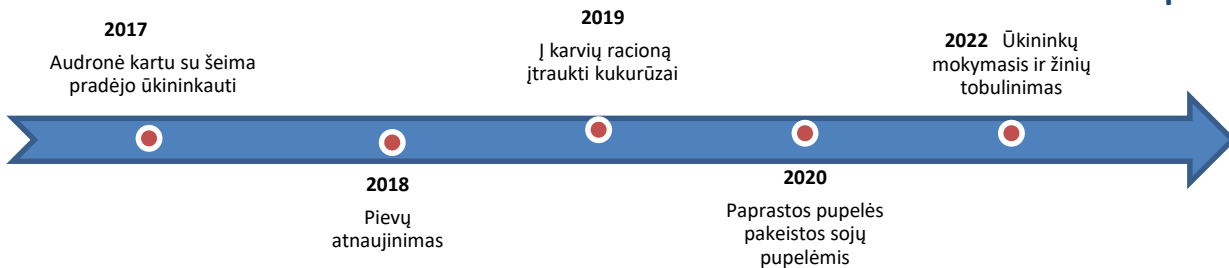 2017
Audronė kartu su šeima
pradėjo ūkininkauti
2018
Pievų
atnaujinimas
2019
Į karvių racioną
įtraukti kukurūzai
2020
Paprastos pupelės
pakeistos sojų
pupelėmis
2022 Ūkininkų
mokymasis ir žinių
tobulinimas